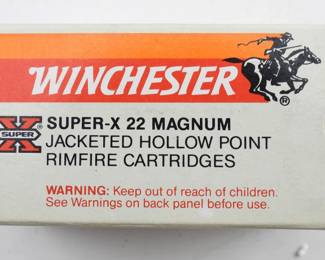 WINCHESTER®
X® SUPER
SUPER-X 22 MAGNUM
JACKETED HOLLOW POINT
RIMFIRE CARTRIDGES
WARNING: Keep out of reach of children.
See Warnings on back panel before use.